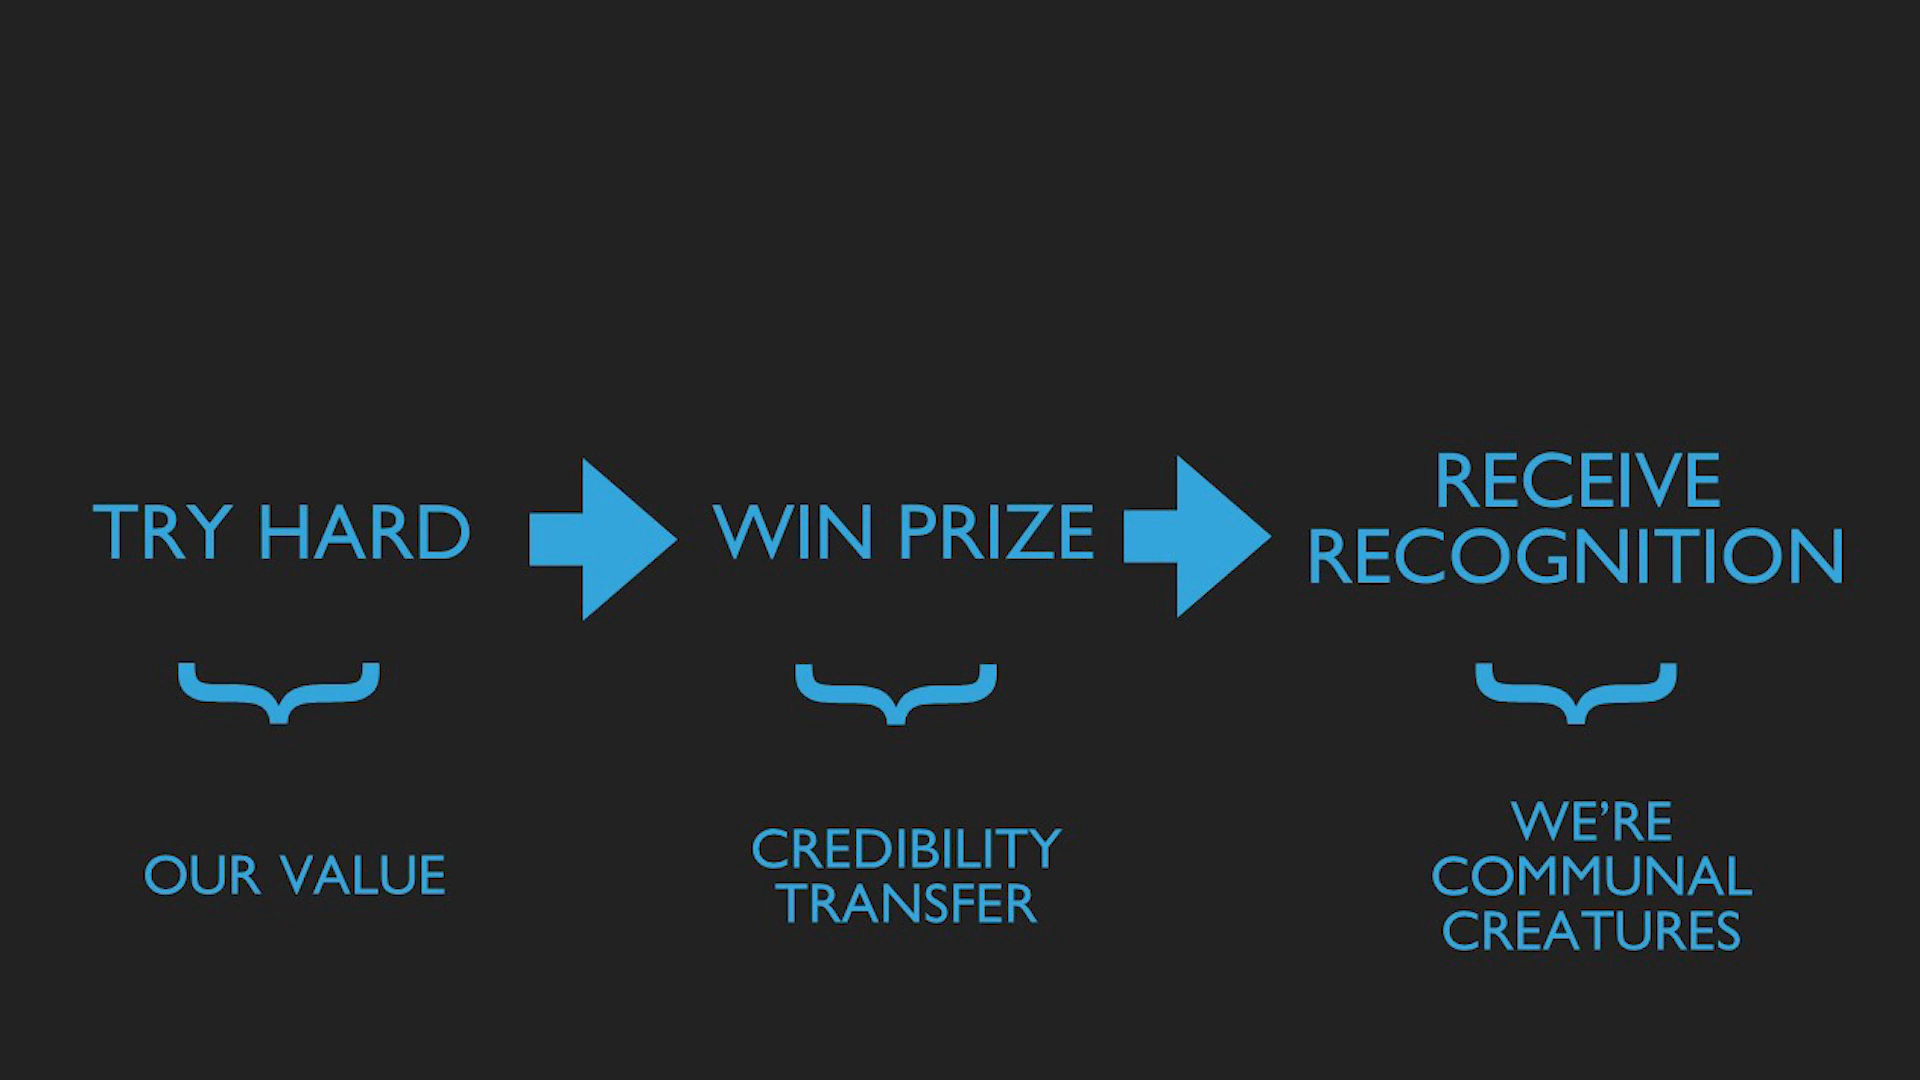 TRY HARD
WIN PRIZE
RECEIVE
RECOGNITION
OUR VALUE
CREDIBILITY
TRANSFER
WE’RE
COMMUNAL
CREATURES